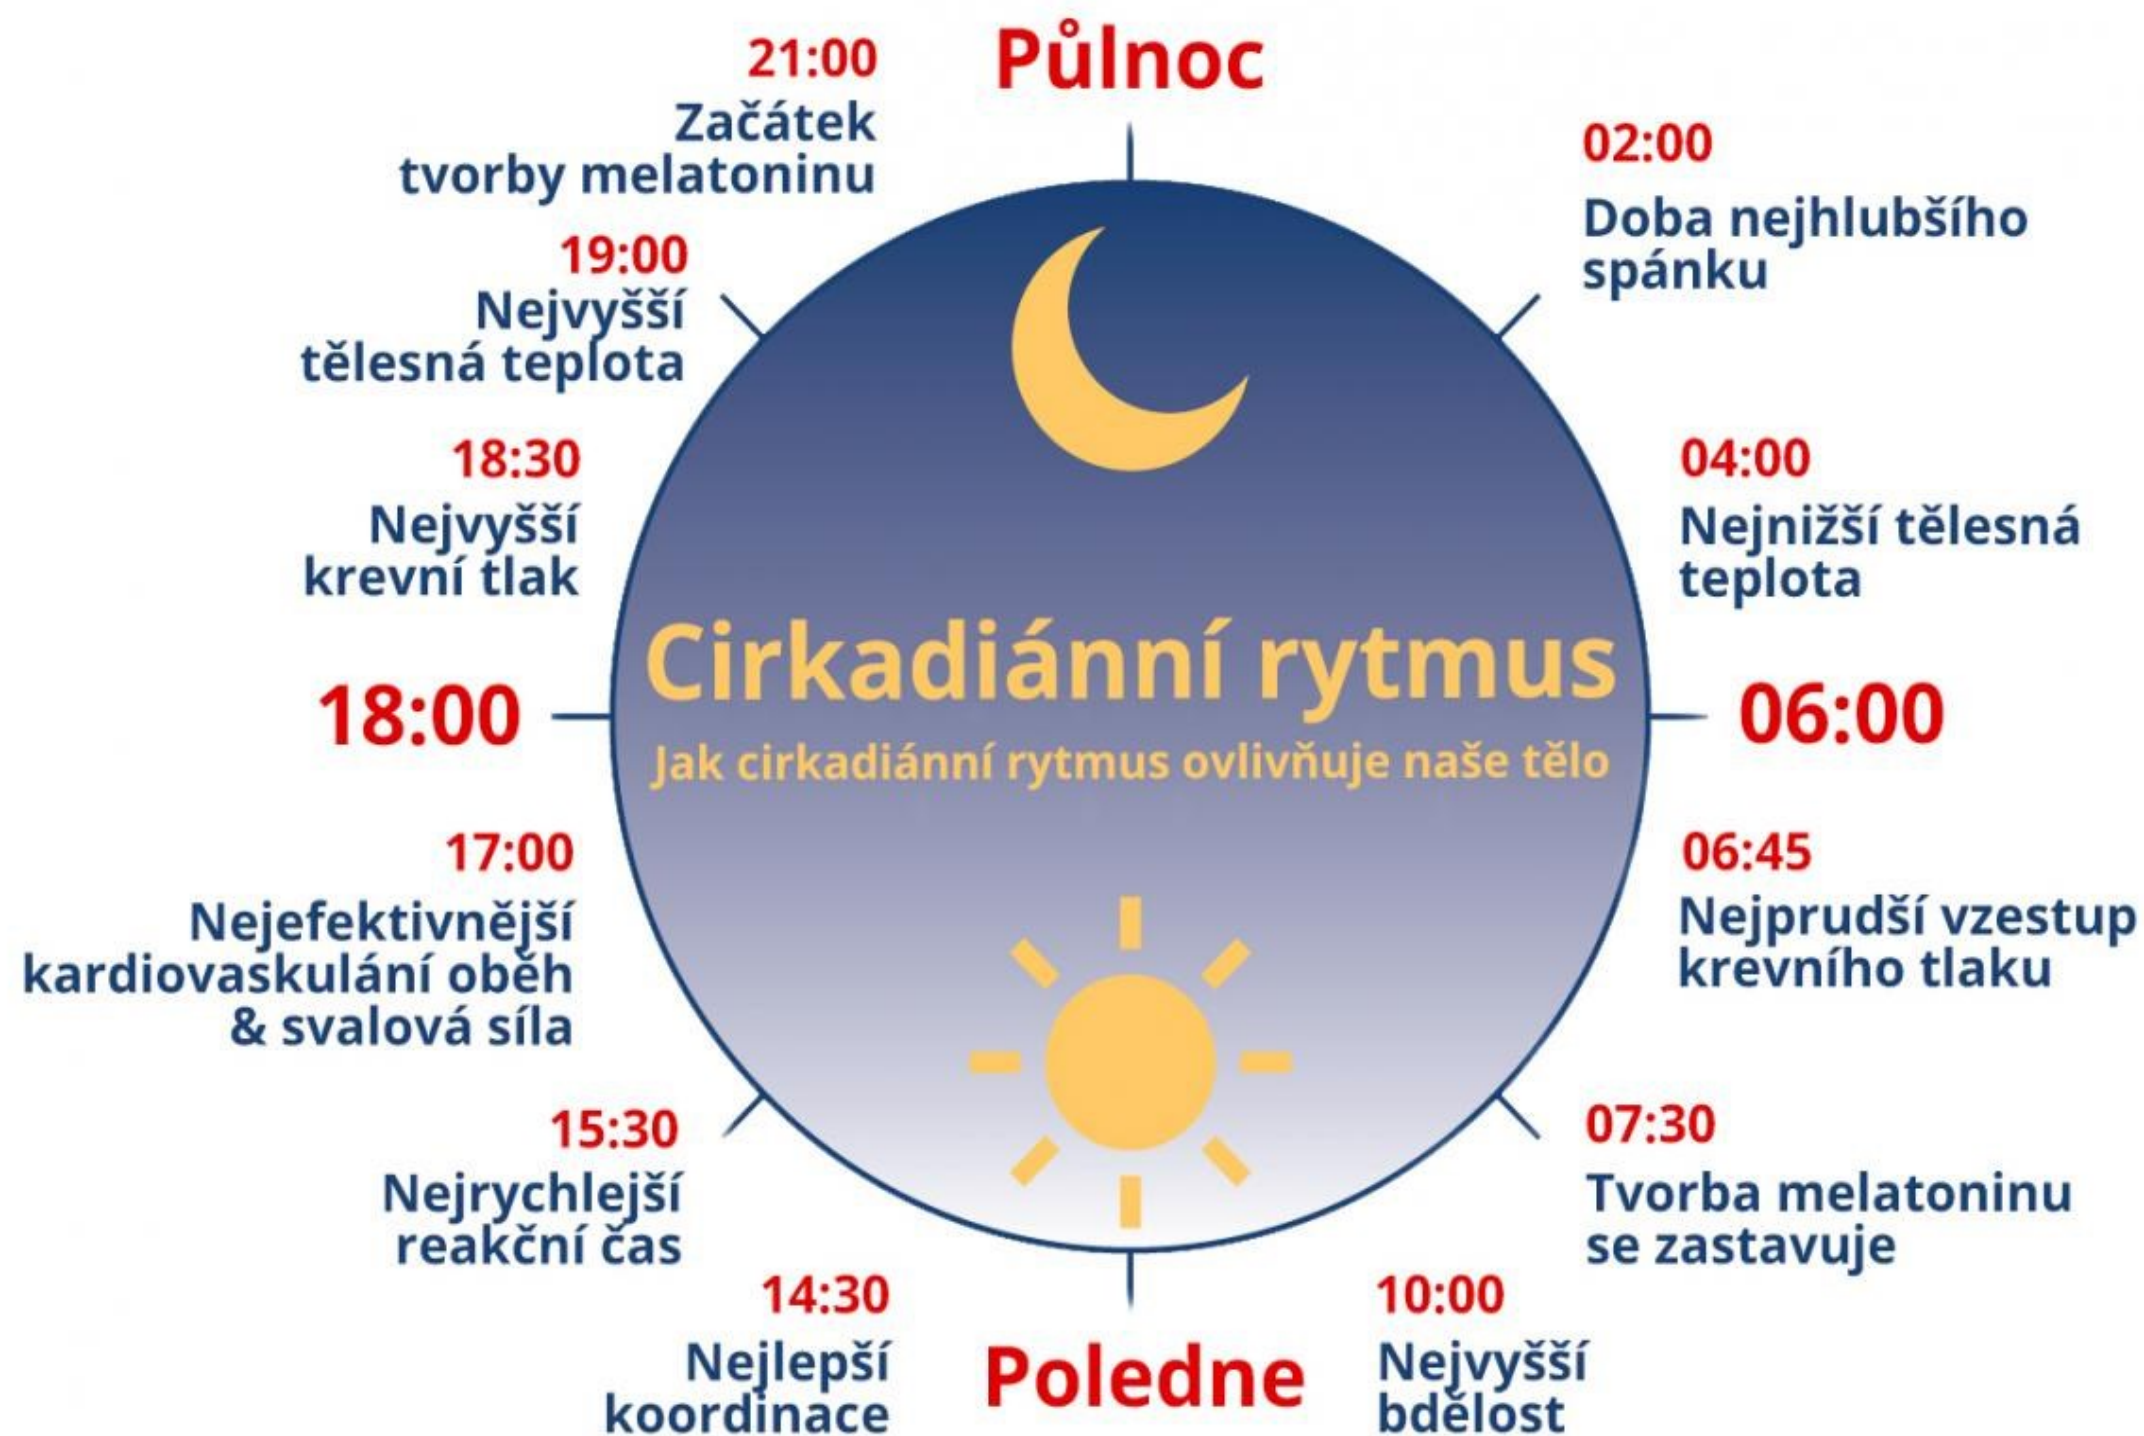 Půlnoc
02:00
Doba nejhlubšího
spánku
04:00
Nejnižší tělesná
teplota
06:00
06:45
Nejprudší vzestup
krevního tlaku
07:30
Tvorba melatoninu
se zastavuje
10:00
Nejvyšší
bdělost
Poledne
14:30
Nejlepší
koordinace
15:30
Nejrychlejší
reakční čas
17:00
Nejefektivnější
kardiovaskulání oběh
& svalová síla
18:00
18:30
Nejvyšší
krevní tlak
19:00
Nejvyšší
tělesná teplota
21:00
Začátek
tvorby melatoninu
Cirkadiánní rytmus
Jak cirkadiánní rytmus ovlivňuje naše tělo